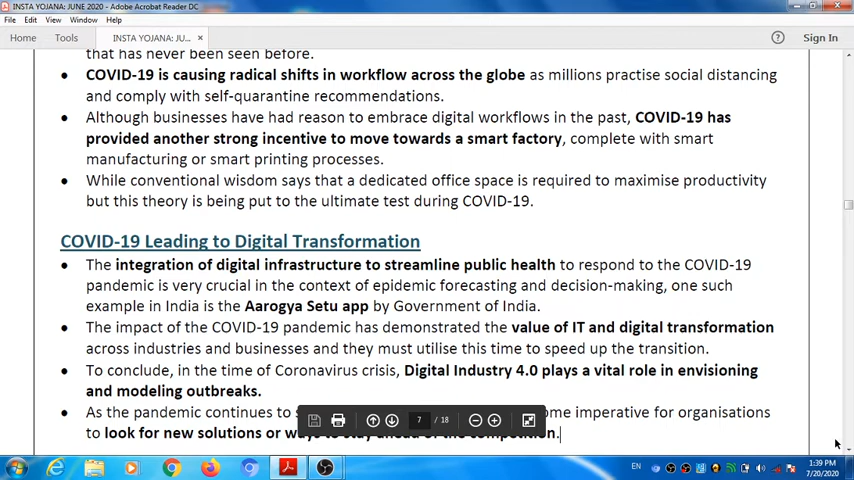 INSTA YOJANA: JUNE 2020 - Adobe Acrobat Reader DC
File Edit View Window Help
Home Tools INSTA YOJANA: JU... × ? Sign In
that has never been seen before.
• COVID-19 is causing radical shifts in workflow across the globe as millions practise social distancing
and comply with self-quarantine recommendations.
• Although businesses have had reason to embrace digital workflows in the past, COVID-19 has
provided another strong incentive to move towards a smart factory, complete with smart
manufacturing or smart printing processes.
• While conventional wisdom says that a dedicated office space is required to maximise productivity
but this theory is being put to the ultimate test during COVID-19.
COVID-19 Leading to Digital Transformation
• The integration of digital infrastructure to streamline public health to respond to the COVID-19
pandemic is very crucial in the context of epidemic forecasting and decision-making, one such
example in India is the Aarogya Setu app by Government of India.
• The impact of the COVID-19 pandemic has demonstrated the value of IT and digital transformation
across industries and businesses and they must utilise this time to speed up the transition.
• To conclude, in the time of Coronavirus crisis, Digital Industry 4.0 plays a vital role in envisioning
and modeling outbreaks.
• As the pandemic continues to imperative for organisations
to look for new solutions or ways to stay ahead of the competition.
7 / 18
EN 1:39 PM
7/20/2020